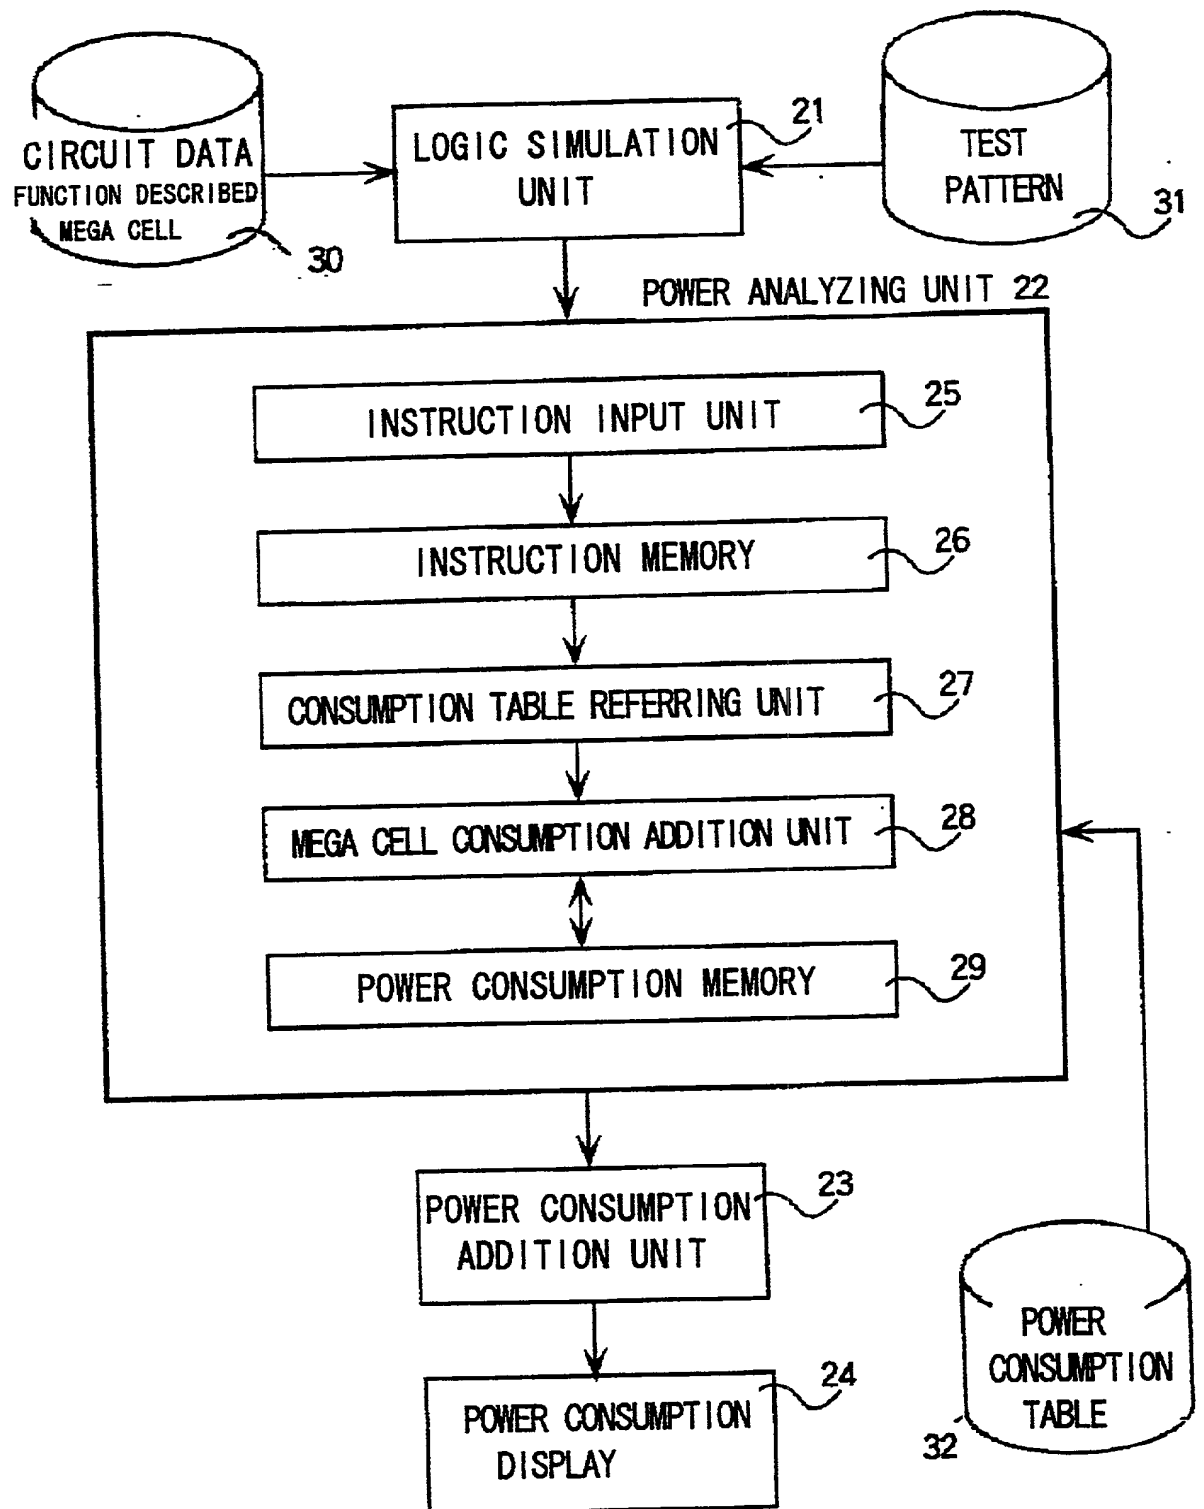 CIRCUIT DATA
FUNCTION DESCRIBED
MEGA CELL
30
LOGIC SIMULATION
UNIT
21
TEST
PATTERN
31
POWER ANALYZING UNIT 22
INSTRUCTION INPUT UNIT
25
INSTRUCTION MEMORY
26
CONSUMPTION TABLE REFERRING UNIT
27
MEGA CELL CONSUMPTION ADDITION UNIT
28
POWER CONSUMPTION MEMORY
29
POWER CONSUMPTION
ADDITION UNIT
23
POWER CONSUMPTION
DISPLAY
24
POWER
CONSUMPTION
TABLE
32